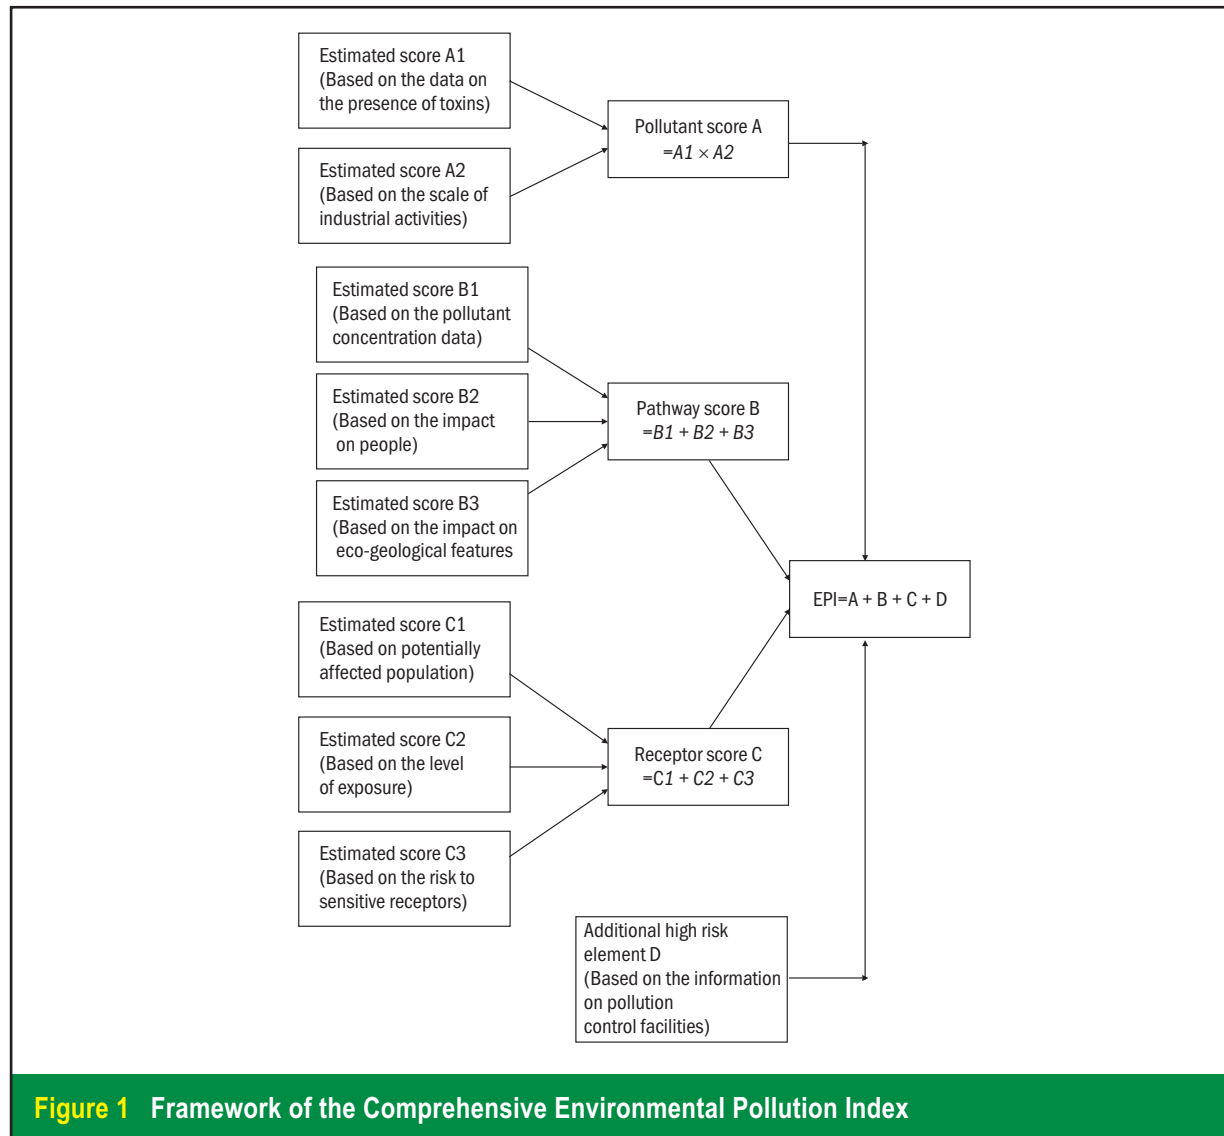 Estimated score A1
(Based on the data on
the presence of toxins)
Pollutant score A
=A1 × A2
Estimated score A2
(Based on the scale of
industrial activities)
Estimated score B1
(Based on the pollutant
concentration data)
Estimated score B2
(Based on the impact
on people)
Pathway score B
=B1 + B2 + B3
Estimated score B3
(Based on the impact on
eco-geological features
EPI=A + B + C + D
Estimated score C1
(Based on potentially
affected population)
Estimated score C2
(Based on the level
of exposure)
Receptor score C
=C1 + C2 + C3
Estimated score C3
(Based on the risk to
sensitive receptors)
Additional high risk
element D
(Based on the information
on pollution
control facilities)
Figure 1 Framework of the Comprehensive Environmental Pollution Index